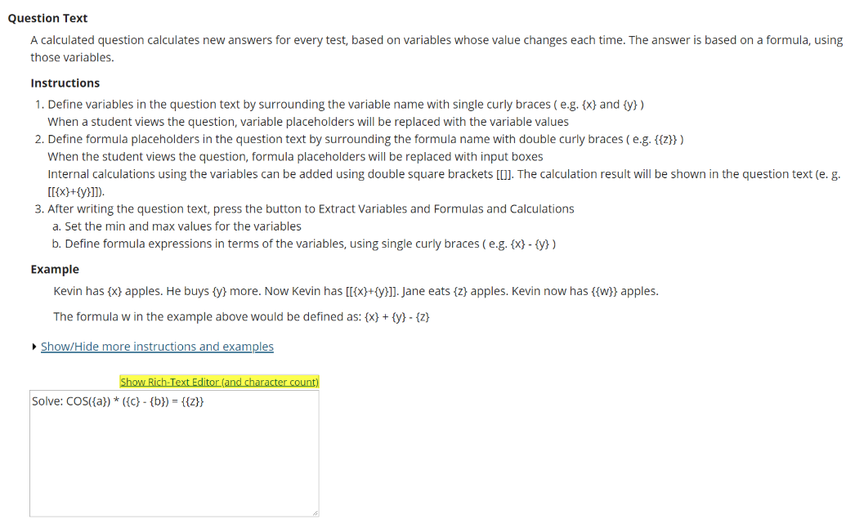 Question Text
A calculated question calculates new answers for every test, based on variables whose value changes each time. The answer is based on a formula, using
those variables.
Instructions
1. Define variables in the question text by surrounding the variable name with single curly braces ( e.g. {x} and {y} )
When a student views the question, variable placeholders will be replaced with the variable values
2. Define formula placeholders in the question text by surrounding the formula name with double curly braces ( e.g. {{z}} )
When the student views the question, formula placeholders will be replaced with input boxes
Internal calculations using the variables can be added using double square brackets [[]]. The calculation result will be shown in the question text (e. g.
[[{x}+{y}]]).
3. After writing the question text, press the button to Extract Variables and Formulas and Calculations
a. Set the min and max values for the variables
b. Define formula expressions in terms of the variables, using single curly braces ( e.g. {x} - {y} )
Example
Kevin has {x} apples. He buys {y} more. Now Kevin has [[{x}+{y}]]. Jane eats {z} apples. Kevin now has {{w}} apples.
The formula w in the example above would be defined as: {x} + {y} - {z}
Show/Hide more instructions and examples
Show Rich-Text Editor (and character count)
Solve: COS({a}) * ({c} - {b}) = {{z}}